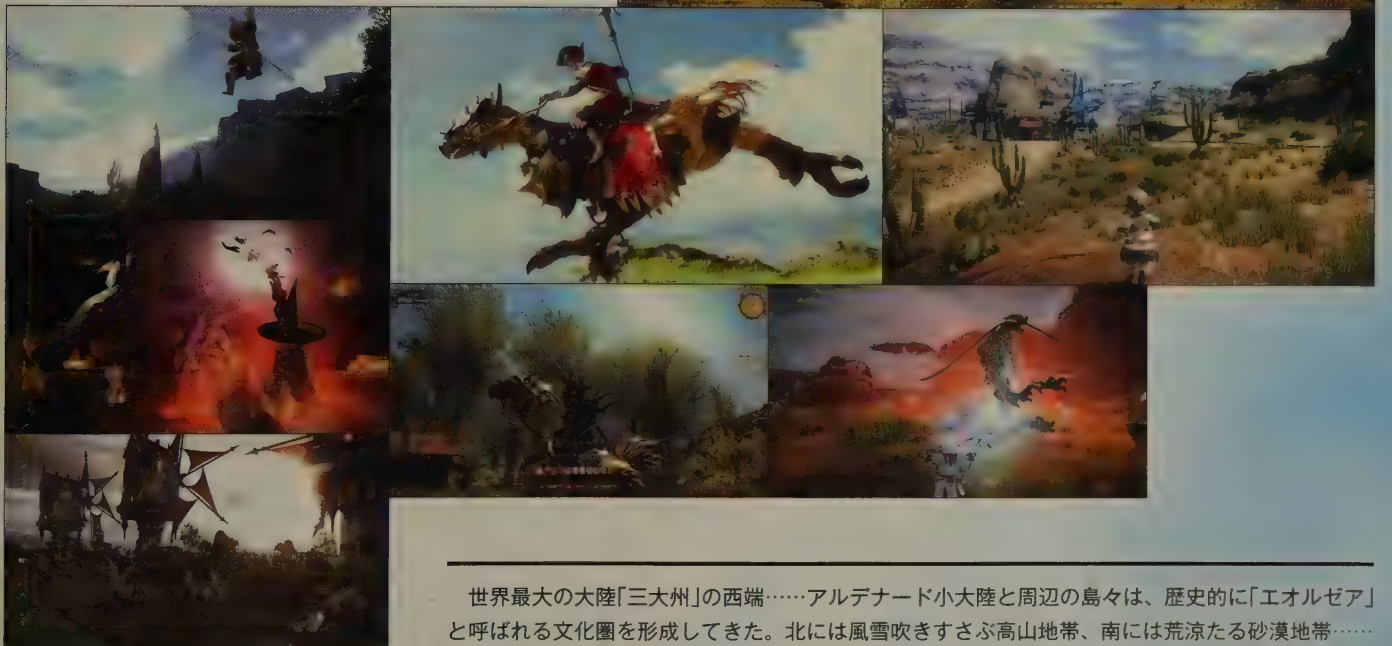 世界最大の大陸「三大州」の西端……アルデナード小大陸と周辺の島々は、歴史的に「エオルゼア」
と呼ばれる文化圏を形成してきた。北には風雪吹きすさぶ高山地帯、南には荒涼たる砂漠地帯……